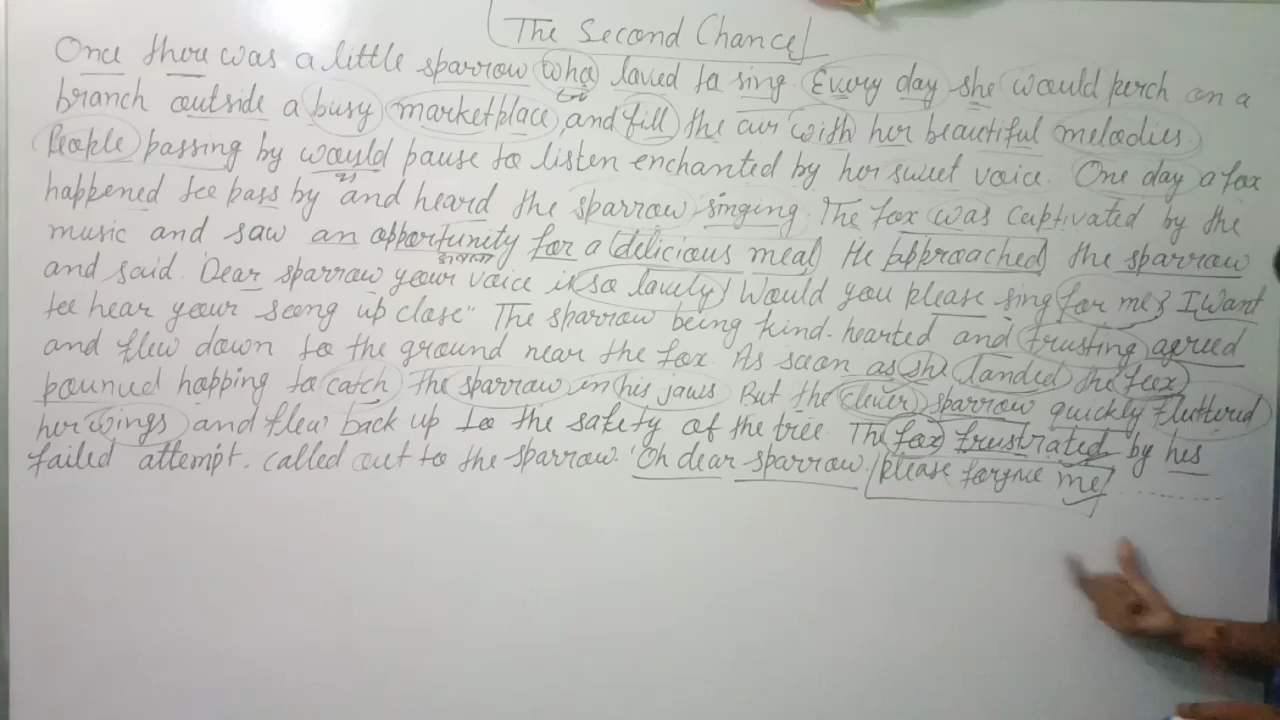 The Second Chance
Once there was a little sparrow who loved to sing. Every day she would perch on a
branch outside a busy marketplace, and fill the air with her beautiful melodies
People passing by would pause to listen enchanted by her sweet voice. One day a fox
happened tee pass by and heard the sparrow singing. The fox was captivated by the
music and saw an opportunity for a delicious meal. He approached the sparrow
and said. Dear sparrow your voice is so lovely! Would you please sing for me? I want
tee hear your soong up close" The sparrow being kind-hearted and trusting agreed
and flew down to the ground near the fox. As soon as she landed the fox
pounued hopping to catch the sparrow in his jaws But the clever sparrow quickly fluttered
her wings and flew back up to the safety of the tree. The fox frustrated by his
failed attempt. called out to the sparrow. 'Oh dear sparrow. please forgive me ...........